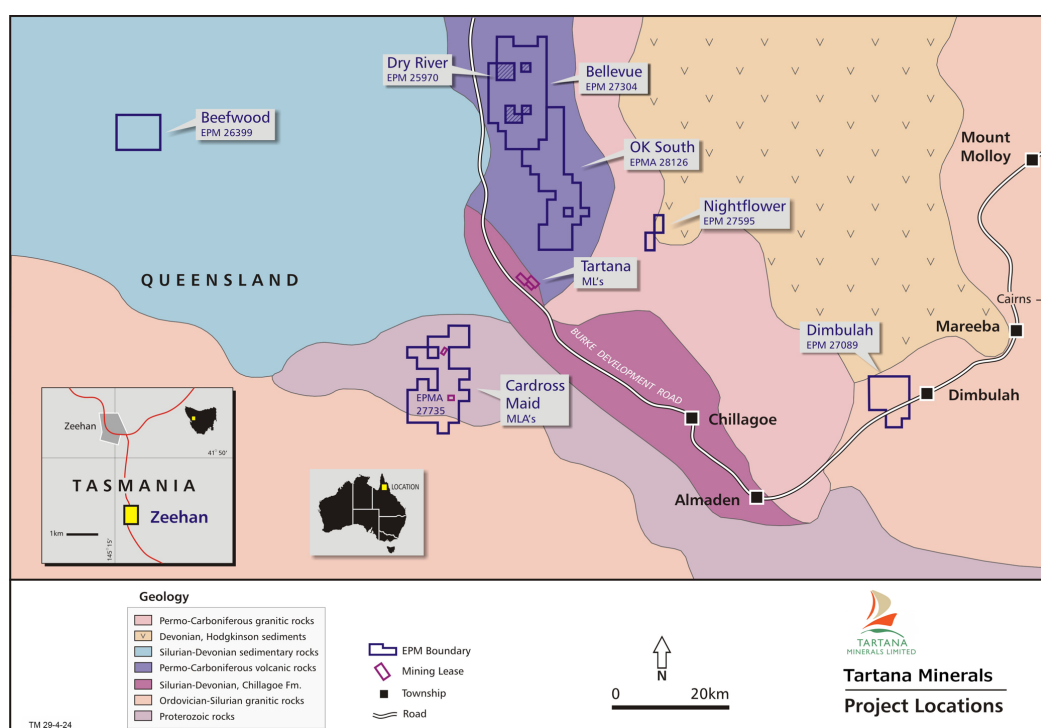 Dry River
EPM 25970
Bellevue
EPM 27304
Beefwood
EPM 26399
OK South
EPMA 28126
Mount
Molloy
Nightflower
EPM 27595
QUEENSLAND
Tartana
ML's
Cairns
Dimbulah
EPM 27089
Mareeba
BURKE DEVELOPMENT ROAD
EPMA
27735
Cardross
Maid
MLA's
Dimbulah
Chillagoe
Almaden
Zeehan
41° 50'
TASMANIA
Zeehan
1km
145° 15'
LOCATION
Geology
Permo-Carboniferous granitic rocks
Devonian, Hodgkinson sediments
Silurian-Devonian sedimentary rocks
Permo-Carboniferous volcanic rocks
Silurian-Devonian, Chillagoe Fm.
Ordovician-Silurian granitic rocks
Proterozoic rocks
EPM Boundary
Mining Lease
Township
Road
N
0 20km
TARTANA
MINERALS LIMITED
Tartana Minerals
Project Locations
TM 29-4-24